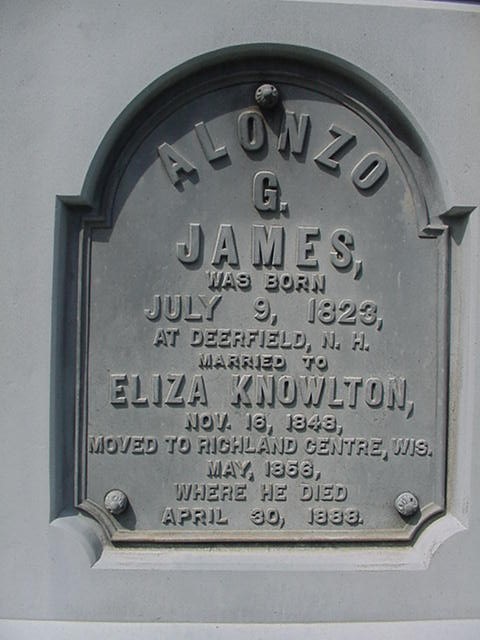 ALONZO
G.
JAMES,
WAS BORN
JULY 9, 1823,
AT DEERFIELD, N. H.
MARRIED TO
ELIZA KNOWLTON,
NOV. 16, 1848,
MOVED TO RICHLAND CENTRE, WIS.
MAY, 1856,
WHERE HE DIED
APRIL 30, 1888.